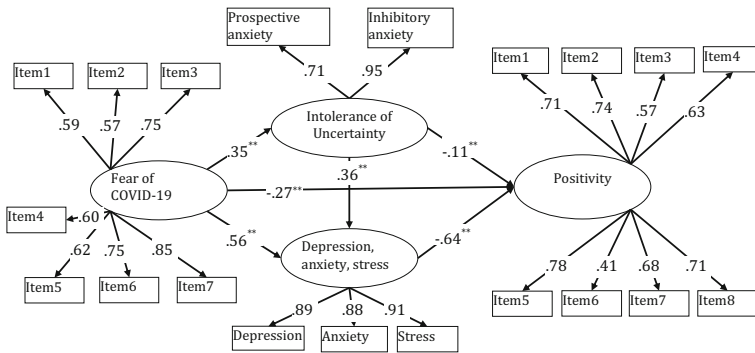 Prospective
anxiety
Inhibitory
anxiety
Item1
Item2
Item3
Item1
Item2
Item3
Item4
.71
.95
.59
.57
.75
.71
.74
.57
.63
Intolerance of
Uncertainty
.35**
-.11**
Fear of
COVID-19
-.27**
.36**
Positivity
Item4
.60
.62
.75
.85
.56**
-.64**
Depression,
anxiety, stress
Item5
Item6
Item7
.78
.41
.68
.71
Item5
Item6
Item7
Item8
.89
.88
.91
Depression
Anxiety
Stress